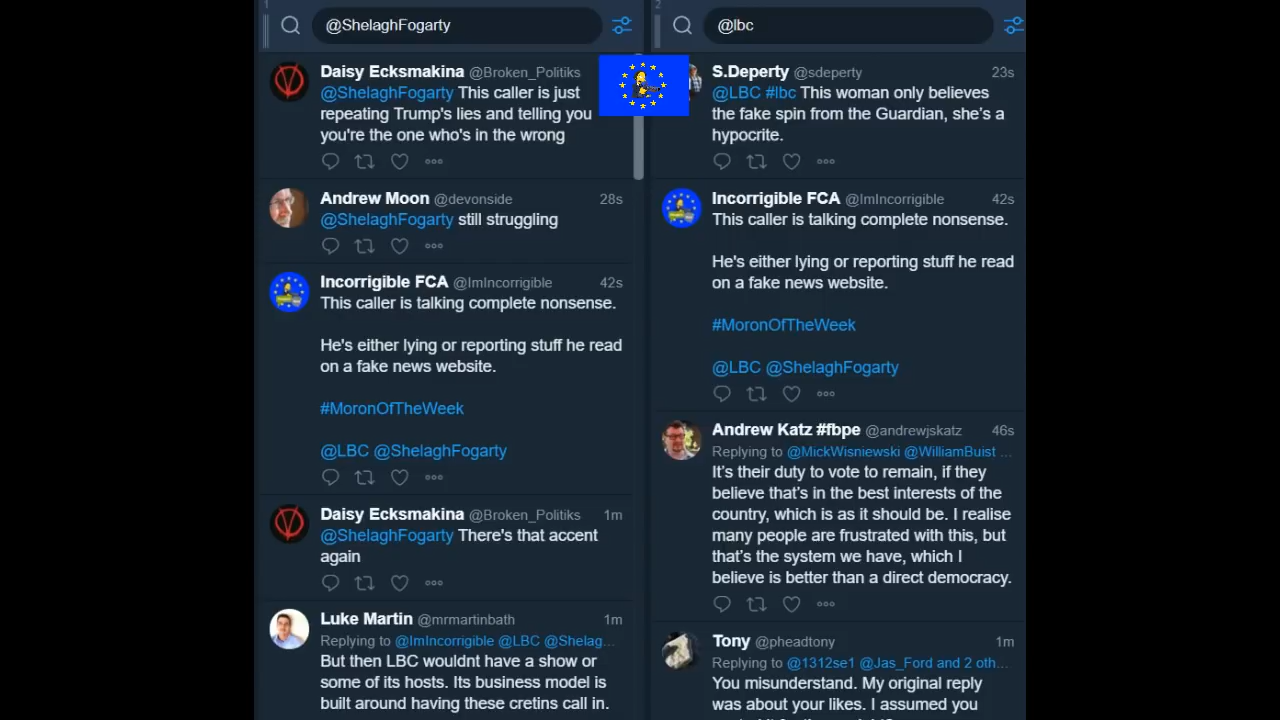 1
@ShelaghFogarty
Daisy Ecksmakina @Broken_Politiks
@ShelaghFogarty This caller is just
repeating Trump's lies and telling you
you're the one who's in the wrong
Andrew Moon @devonside 28s
@ShelaghFogarty still struggling
Incorrigible FCA @ImIncorrigible 42s
This caller is talking complete nonsense.
He's either lying or reporting stuff he read
on a fake news website.
#MoronOfTheWeek
@LBC @ShelaghFogarty
Daisy Ecksmakina @Broken_Politiks 1m
@ShelaghFogarty There's that accent
again
Luke Martin @mrmartinbath 1m
Replying to @ImIncorrigible @LBC @Shelag...
But then LBC wouldnt have a show or
some of its hosts. Its business model is
built around having these cretins call in.
2
@lbc
S.Deperty @sdeperty 23s
@LBC #lbc This woman only believes
the fake spin from the Guardian, she's a
hypocrite.
Incorrigible FCA @ImIncorrigible 42s
This caller is talking complete nonsense.
He's either lying or reporting stuff he read
on a fake news website.
#MoronOfTheWeek
@LBC @ShelaghFogarty
Andrew Katz #fbpe @andrewjskatz 46s
Replying to @MickWisniewski @WilliamBuist ...
It's their duty to vote to remain, if they
believe that's in the best interests of the
country, which is as it should be. I realise
many people are frustrated with this, but
that's the system we have, which I
believe is better than a direct democracy.
Tony @pheadtony 1m
Replying to @1312se1 @Jas_Ford and 2 oth...
You misunderstand. My original reply
was about your likes. I assumed you